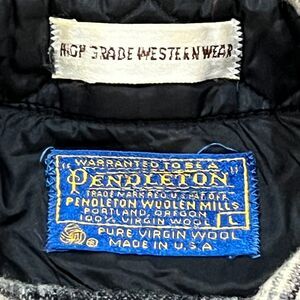 HIGH GRADE WESTERN WEAR
"WARRANTED TO BE A
PENDLETON"
TRADE MARK REG. U.S. PAT. OFF.
PENDLETON WOOLEN MILLS
PORTLAND, OREGON
100% VIRGIN WOOL L
PURE VIRGIN WOOL
MADE IN U.S.A.